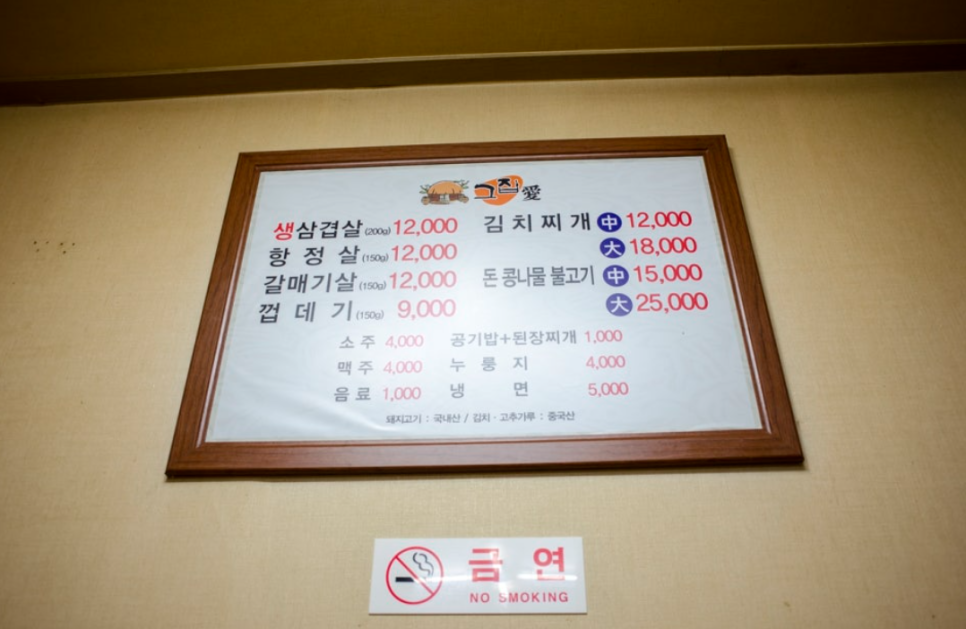 그집愛
생삼겹살(200g) 12,000
항정살(150g) 12,000
갈매기살(150g) 12,000
껍데기(150g) 9,000
김치찌개 中 12,000
大 18,000
돈콩나물불고기 中 15,000
大 25,000
소주 4,000
맥주 4,000
음료 1,000
공기밥+된장찌개 1,000
누룽지 4,000
냉면 5,000
돼지고기 : 국내산 / 김치 · 고추가루 : 중국산
금연
NO SMOKING